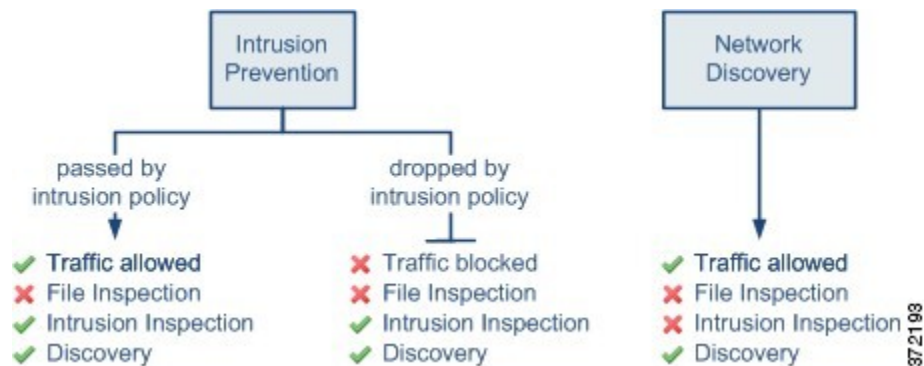 Intrusion
Prevention
passed by
intrusion policy
Traffic allowed
File Inspection
Intrusion Inspection
Discovery
dropped by
intrusion policy
Traffic blocked
File Inspection
Intrusion Inspection
Discovery
Network
Discovery
Traffic allowed
File Inspection
Intrusion Inspection
Discovery
372193